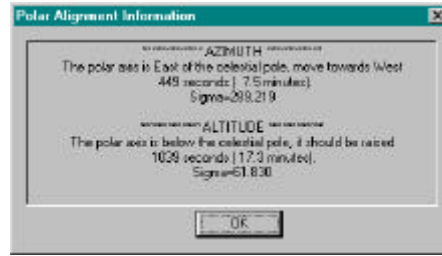 Polar Alignment Information
----------- AZIMUTH -----------
The polar axis is East of the celestial pole, move towards West
449 seconds ( 7.5 minutes).
Sigma=299.219
----------- ALTITUDE -----------
The polar axis is below the celestial pole, it should be raised
1039 seconds ( 17.3 minutes).
Sigma=61.830
OK